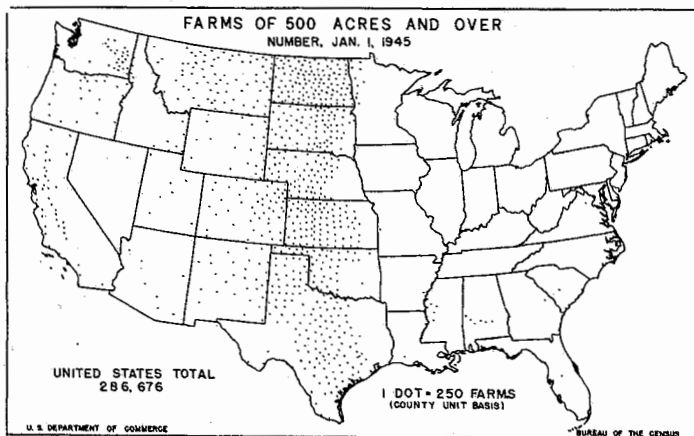 FARMS OF 500 ACRES AND OVER
NUMBER, JAN. 1, 1945
UNITED STATES TOTAL
286,676
1 DOT = 250 FARMS
(COUNTY UNIT BASIS)
U. S. DEPARTMENT OF COMMERCE
BUREAU OF THE CENSUS